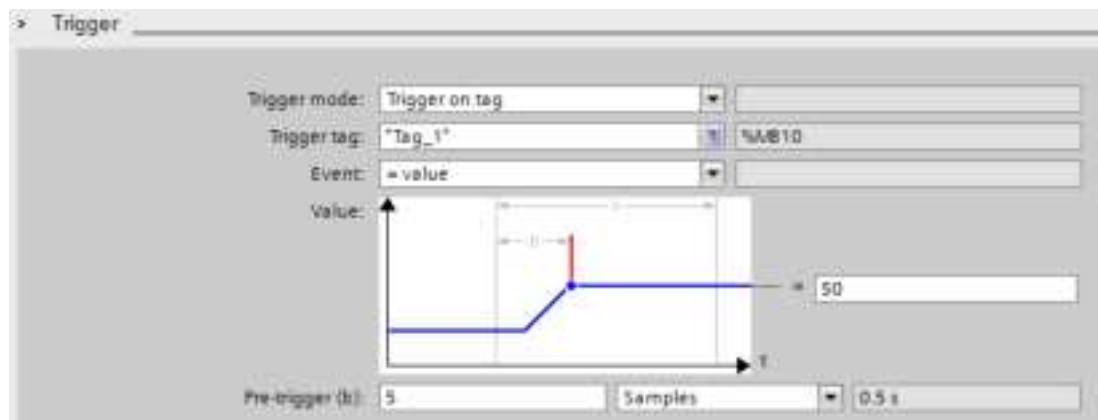 Trigger
Trigger mode: Trigger on tag
Trigger tag: "Tag_1" %MB10
Event: = value
Value:
b
= 50
T
Pre-trigger (b): 5 Samples 0.5 s